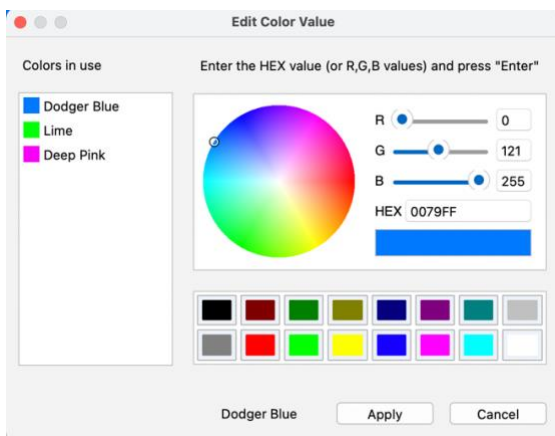 Edit Color Value
Colors in use
Enter the HEX value (or R,G,B values) and press "Enter"
Dodger Blue
Lime
Deep Pink
R 0
G 121
B 255
HEX 0079FF
Dodger Blue
Apply
Cancel